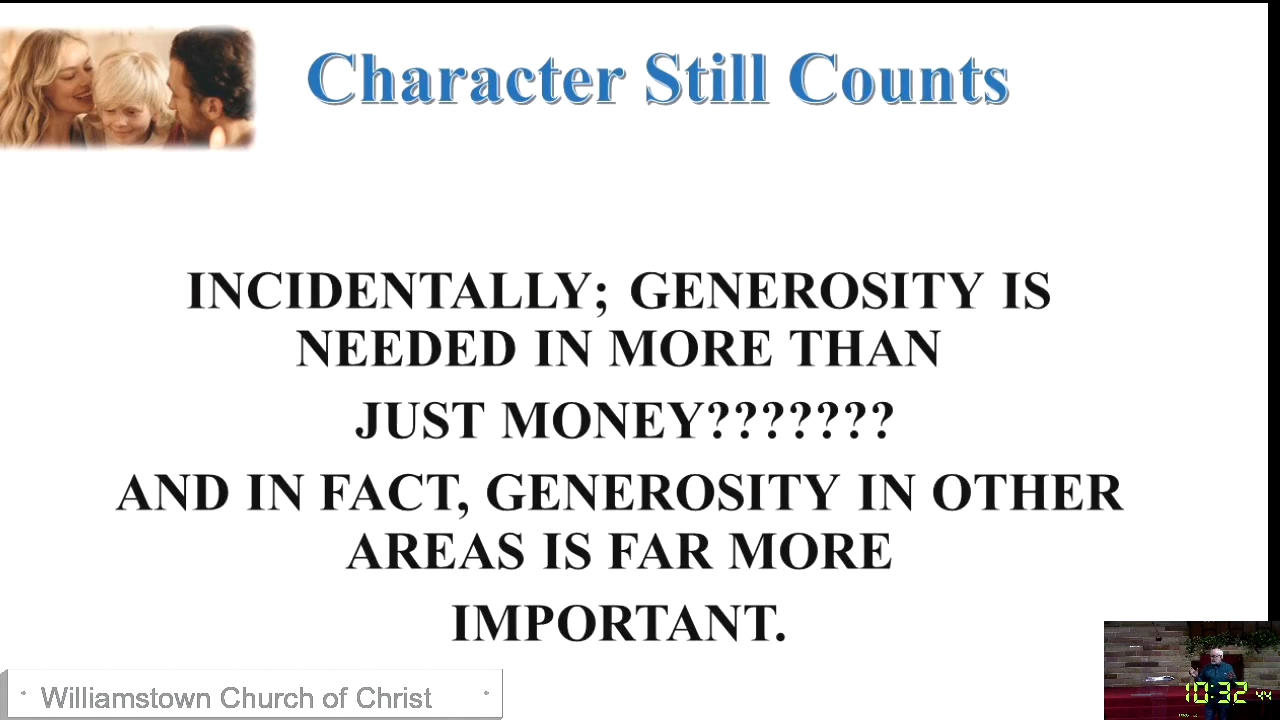 Character Still Counts
INCIDENTALLY; GENEROSITY IS
NEEDED IN MORE THAN
JUST MONEY???????
AND IN FACT, GENEROSITY IN OTHER
AREAS IS FAR MORE
IMPORTANT.
Williamstown Church of Christ
10:32 44